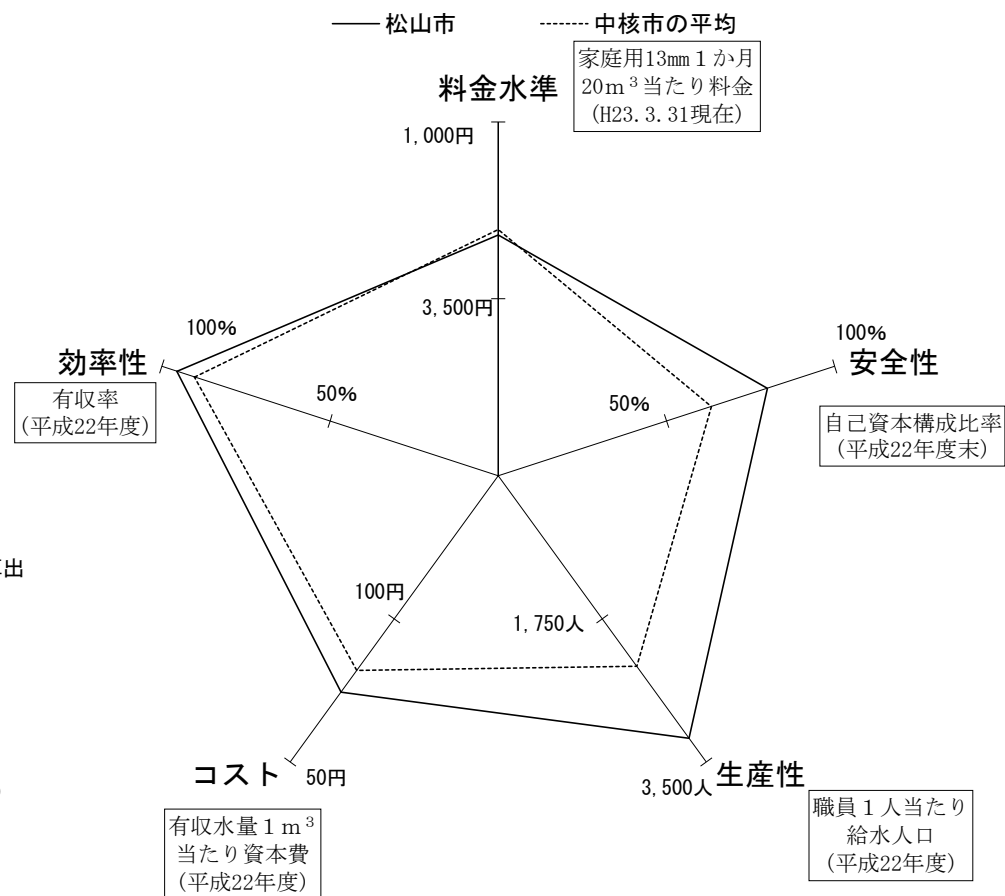 松山市
中核市の平均
料金水準
家庭用13mm１か月
20ｍ³当たり料金
(H23.3.31現在)
1,000円
3,500円
100%
効率性
有収率
(平成22年度)
50%
50%
100%
安全性
自己資本構成比率
(平成22年度末)
出
100円
1,750人
コスト
50円
有収水量１ｍ³
当たり資本費
(平成22年度)
3,500人
生産性
職員１人当たり
給水人口
(平成22年度)